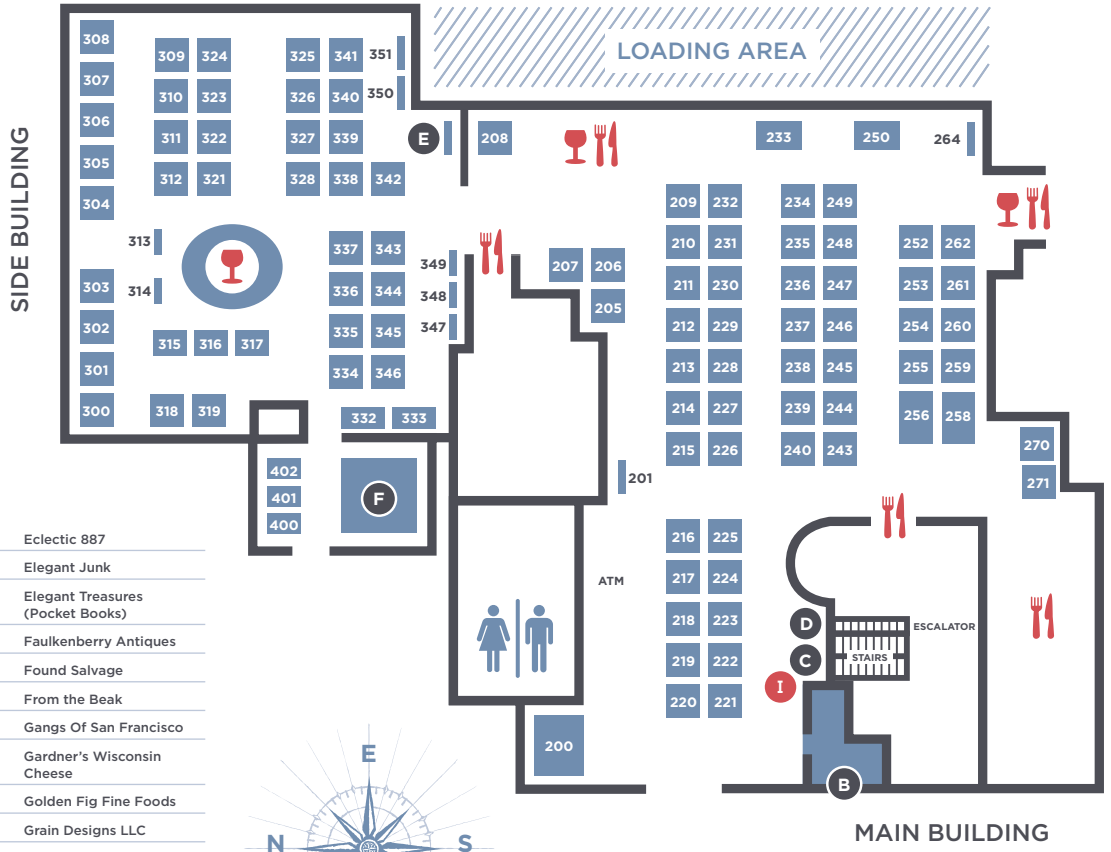 LOADING AREA
308
309 324
325 341 351
307
310 323
326 340 350
306
311 322
327 339
E
208
233
250
264
305
312 321
328 338 342
304
209 232
234 249
SIDE BUILDING
313
337 343
349
207 206
210 231
235 248
252 262
303
314
336 344
348
205
211 230
236 247
253 261
302
315 316 317
335 345
347
212 229
237 246
254 260
301
334 346
213 228
238 245
255 259
300
318 319
332 333
214 227
239 244
256 258
215 226
240 243
270
402
201
271
401
F
400
216 225
Eclectic 887
Elegant Junk
Elegant Treasures
(Pocket Books)
Faulkenberry Antiques
Found Salvage
From the Beak
Gangs Of San Francisco
Gardner's Wisconsin
Cheese
Golden Fig Fine Foods
Grain Designs LLC
ATM
217 224
218 223
D
ESCALATOR
219 222
C
STAIRS
I
220 221
200
B
E
N
S
MAIN BUILDING